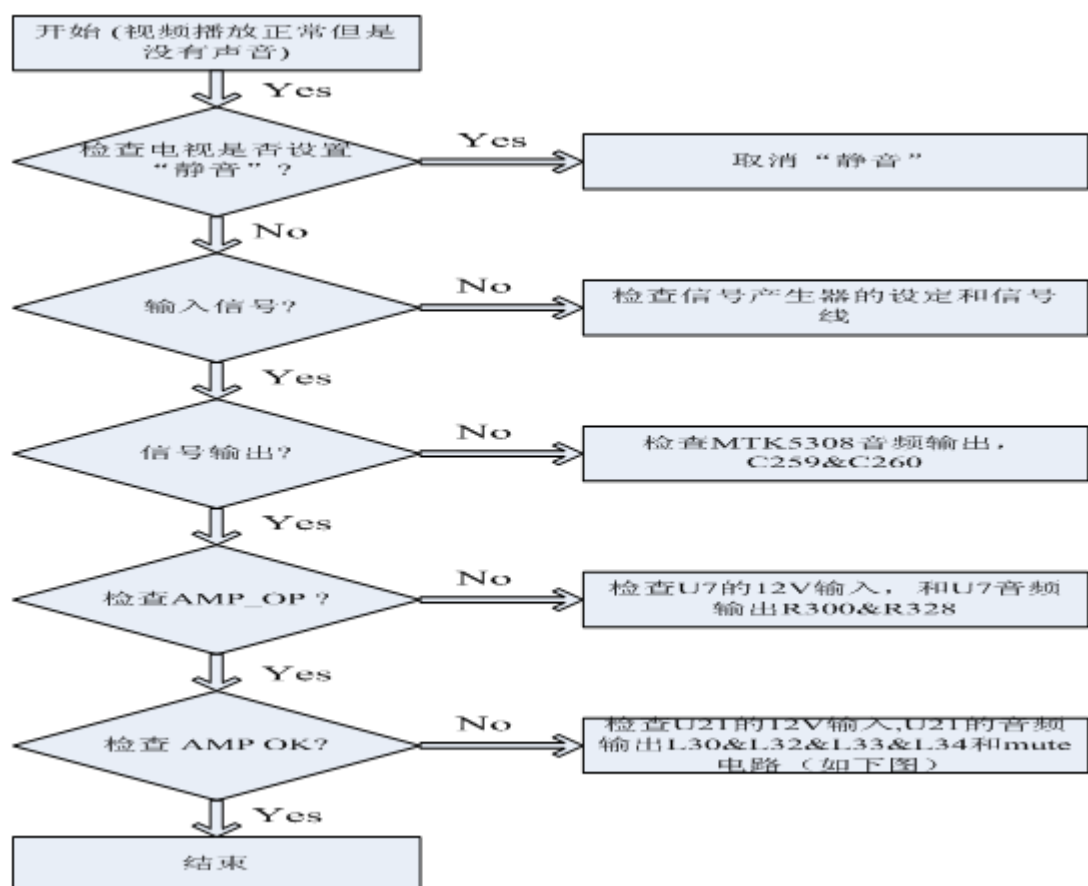 开始 (视频播放正常但是
没有声音)
Yes
检查电视是否设置
“静音”?
Yes
取消 “静音”
No
输入信号?
No
检查信号产生器的设定和信号
线
Yes
信号输出?
No
检查MTK5308音频输出，
C259&C260
Yes
检查AMP_OP ?
No
检查U7的12V输入，和U7音频
输出R300&R328
Yes
检查 AMP OK?
No
检查U21的12V输入,U21的音频
输出L30&L32&L33&L34和mute
电路（如下图）
Yes
结束